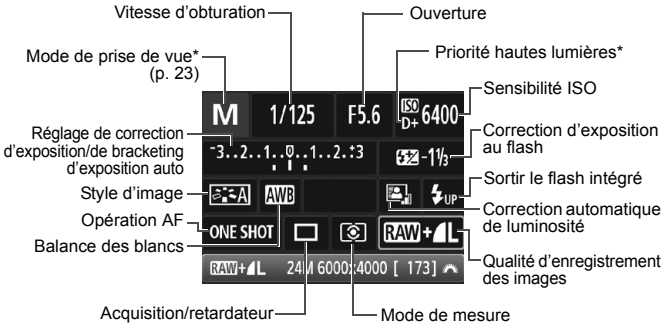 Vitesse d'obturation
Ouverture
Mode de prise de vue*
(p. 23)
Priorité hautes lumières*
Sensibilité ISO
M 1/125 F5.6 ISO D+ 6400
Réglage de correction
d'exposition/de bracketing
d'exposition auto
-3..2..1..0..1..2.:+3
-1⅓
Correction d'exposition
au flash
Style d'image
A
AWB
UP
Sortir le flash intégré
Opération AF
ONE SHOT
RAW+L
Correction automatique
de luminosité
Balance des blancs
RAW+L 24M 6000x4000 [ 173]
Qualité d'enregistrement
des images
Acquisition/retardateur
Mode de mesure